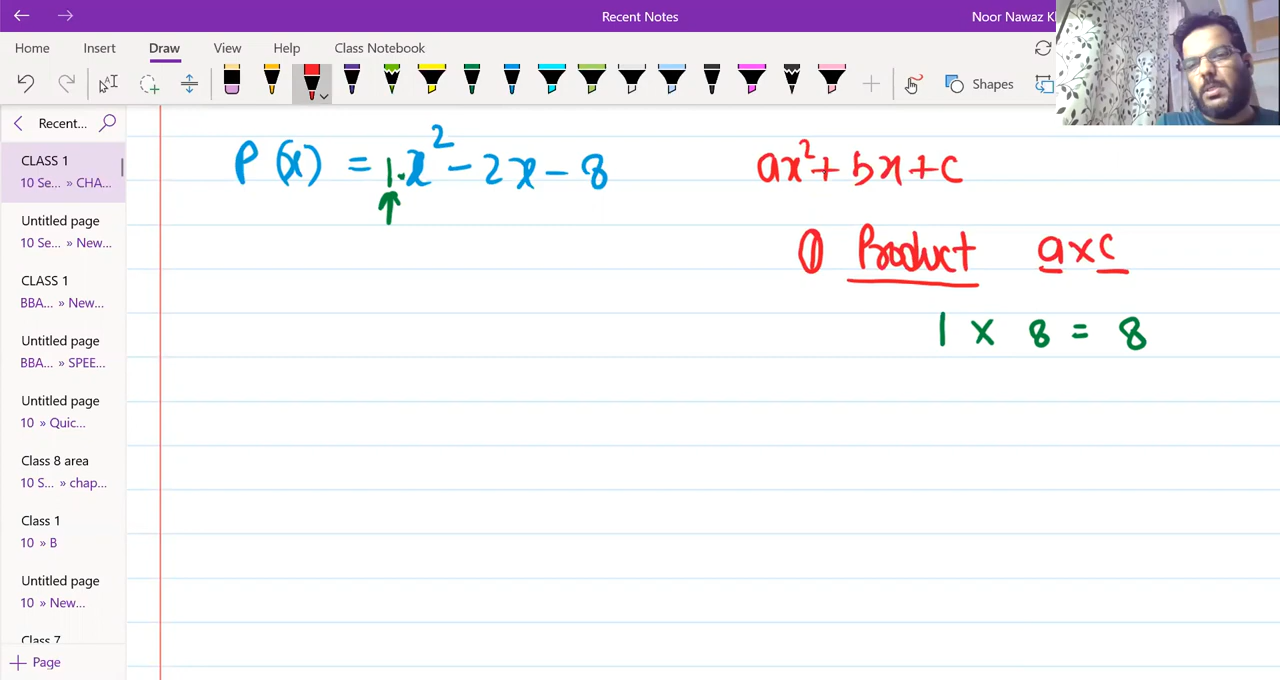 Recent Notes
Noor Nawaz Kh
Home Insert Draw View Help Class Notebook
Shapes
Recent...
CLASS 1
10 Se... » CHA...
Untitled page
10 Se... » New...
CLASS 1
BBA... » New...
Untitled page
BBA... » SPEE...
Untitled page
10 » Quic...
Class 8 area
10 S... » chap...
Class 1
10 » B
Untitled page
10 » New...
Class 7
Page
P(x) = 1·x² - 2x - 8
ax² + bx + c
① Product a x c
1 x 8 = 8